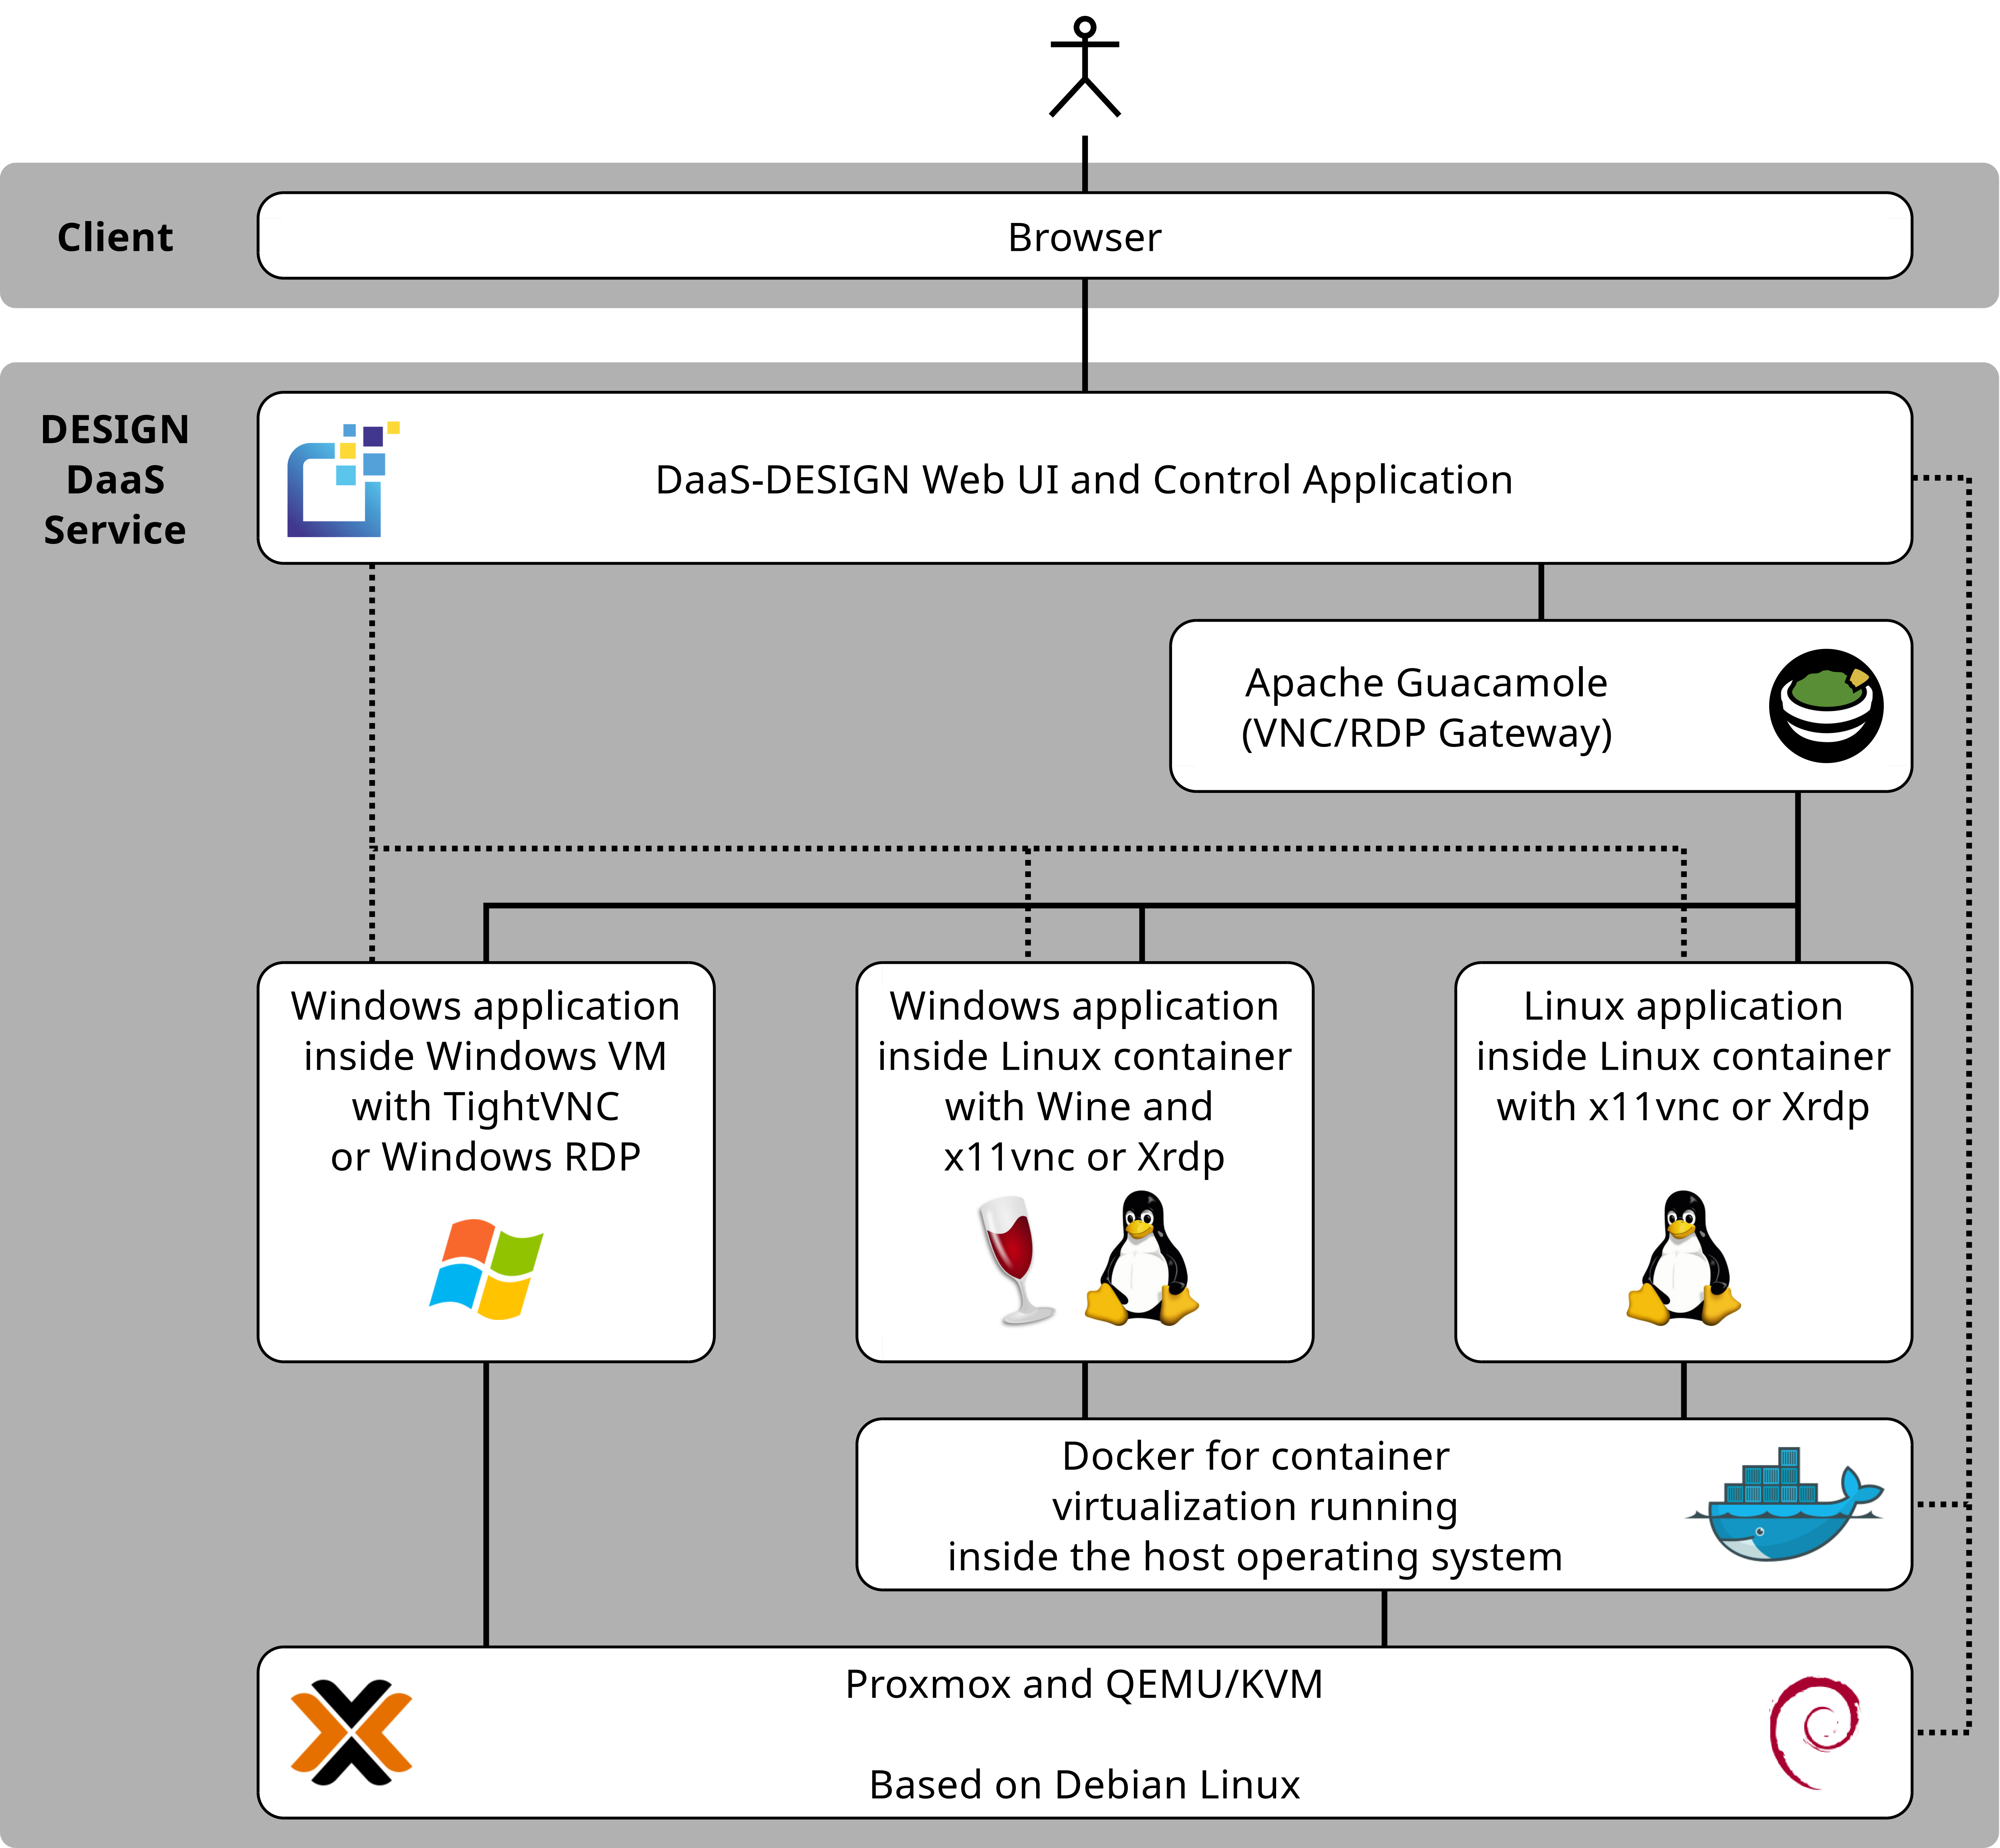 Client
Browser
DESIGN
DaaS
Service
DaaS-DESIGN Web UI and Control Application
Apache Guacamole
(VNC/RDP Gateway)
Windows application
inside Windows VM
with TightVNC
or Windows RDP
Windows application
inside Linux container
with Wine and
x11vnc or Xrdp
Linux application
inside Linux container
with x11vnc or Xrdp
Docker for container
virtualization running
inside the host operating system
Proxmox and QEMU/KVM
Based on Debian Linux